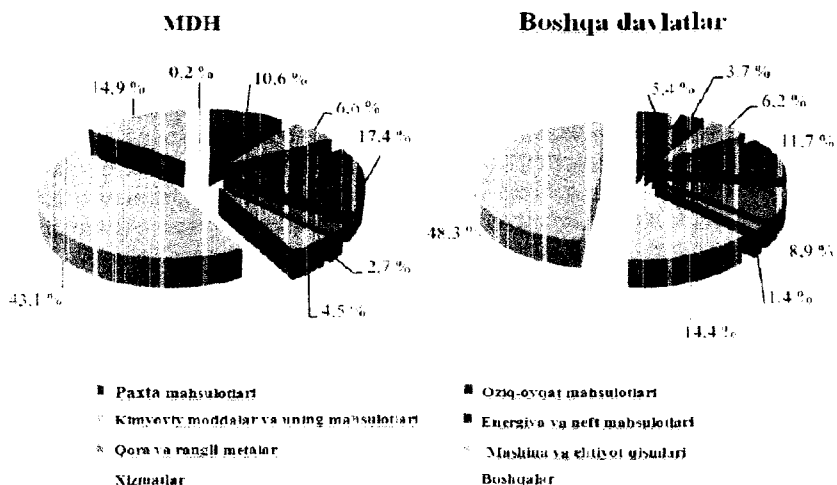 MDH
Boshqa davlatlar
14,9 %
0,2 %
10,6 %
6,6 %
17,4 %
2,7 %
4,5 %
43,1 %
5,4 %
3,7 %
6,2 %
11,7 %
8,9 %
1,4 %
14,4 %
48,3 %
Paxta mahsulotlari
Oziq-ovqat mahsulotlari
Kimyoviy moddalar va uning mahsulotlari
Energiya va neft mahsulotlari
Qora va rangli metalar
Mashina va ehtiyot qismlari
Xizmatlar
Boshqalar